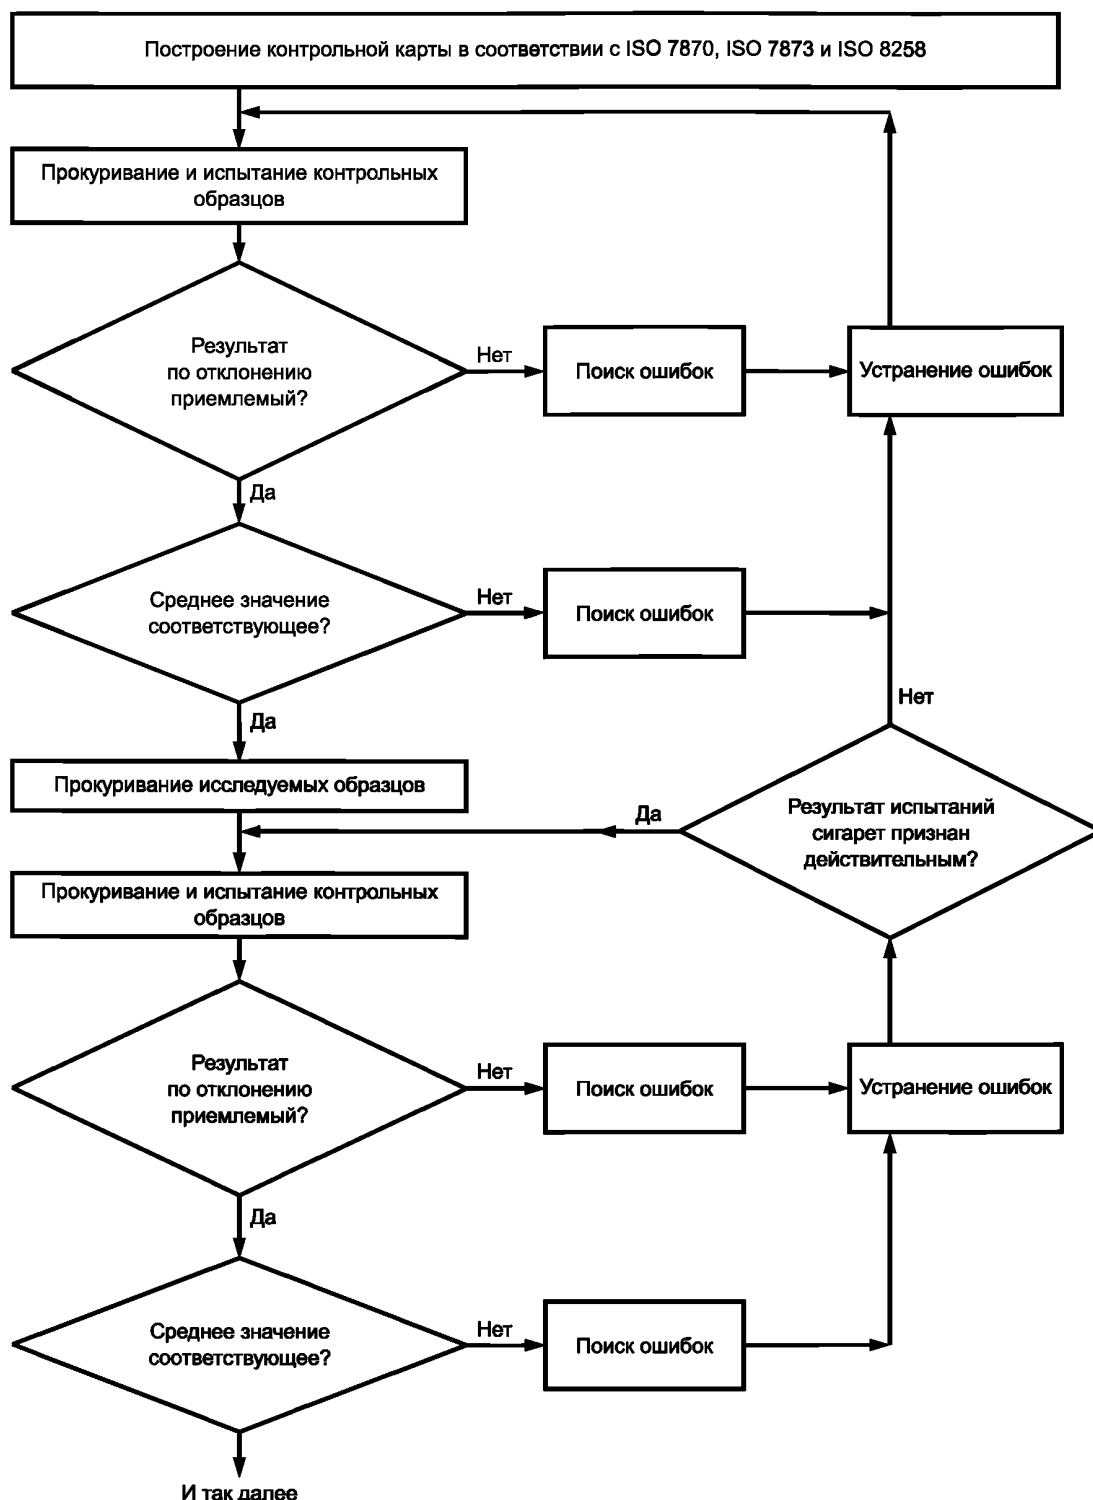 Построение контрольной карты в соответствии с ISO 7870, ISO 7873 и ISO 8258
Прокуривание и испытание контрольных
образцов
Результат
по отклонению
приемлемый?
Нет
Поиск ошибок
Устранение ошибок
Да
Среднее значение
соответствующее?
Нет
Поиск ошибок
Нет
Да
Прокуривание исследуемых образцов
Результат испытаний
сигарет признан
действительным?
Да
Прокуривание и испытание контрольных
образцов
Результат
по отклонению
приемлемый?
Нет
Поиск ошибок
Устранение ошибок
Да
Среднее значение
соответствующее?
Нет
Поиск ошибок
И так далее